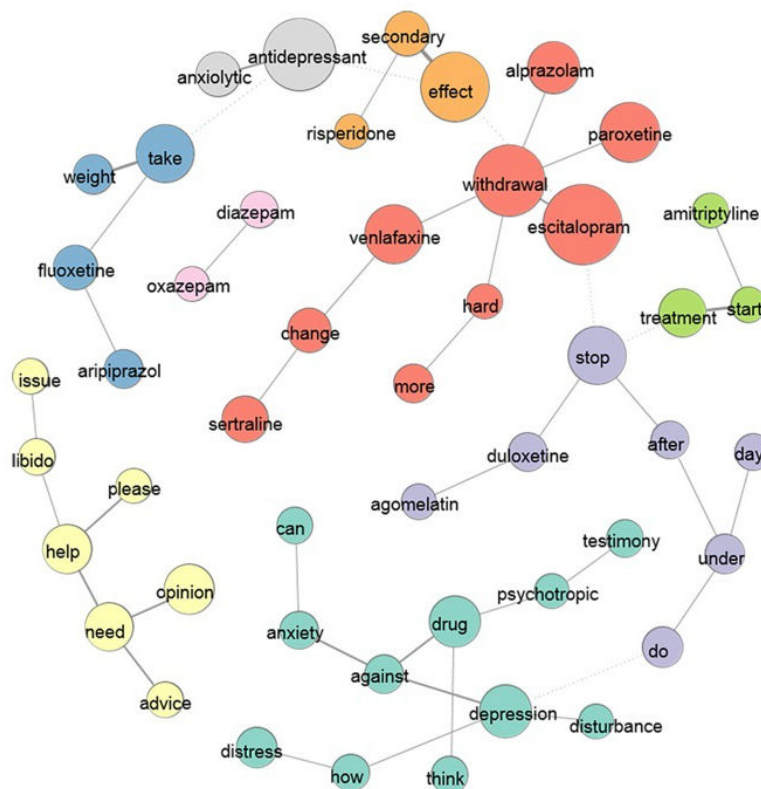 secondary
antidepressant
anxiolytic
effect
alprazolam
risperidone
paroxetine
take
weight
withdrawal
diazepam
amitriptyline
venlafaxine
escitalopram
fluoxetine
oxazepam
hard
treatment
start
change
stop
aripiprazol
issue
more
sertraline
after
day
libido
duloxetine
please
agomelatin
can
testimony
help
under
opinion
psychotropic
need
anxiety
drug
do
against
advice
depression
disturbance
distress
how
think